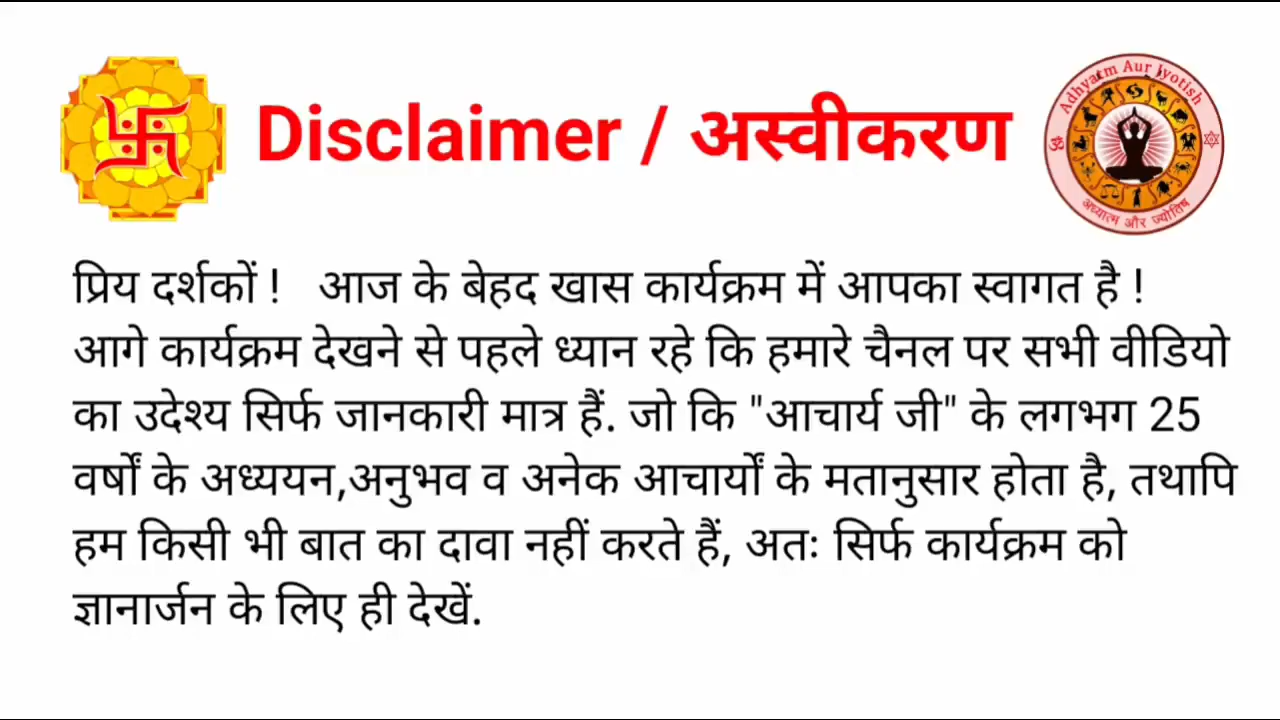 Disclaimer / अस्वीकरण
Adhyatm Aur Jyotish
ॐ
अध्यात्म और ज्योतिष
प्रिय दर्शकों ! आज के बेहद खास कार्यक्रम में आपका स्वागत है !
आगे कार्यक्रम देखने से पहले ध्यान रहे कि हमारे चैनल पर सभी वीडियो
का उदेश्य सिर्फ जानकारी मात्र हैं. जो कि "आचार्य जी" के लगभग 25
वर्षों के अध्ययन,अनुभव व अनेक आचार्यों के मतानुसार होता है, तथापि
हम किसी भी बात का दावा नहीं करते हैं, अतः सिर्फ कार्यक्रम को
ज्ञानार्जन के लिए ही देखें.